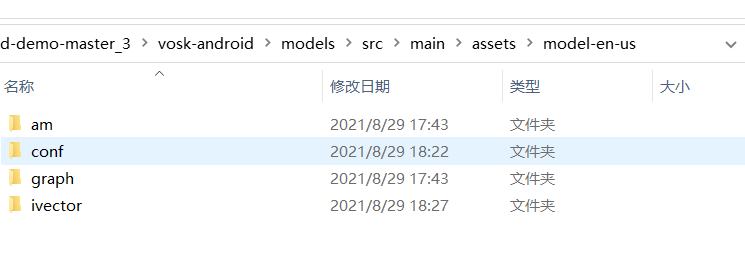 d-demo-master_3 › vosk-android › models › src › main › assets › model-en-us
名称 修改日期 类型 大小
am 2021/8/29 17:43 文件夹
conf 2021/8/29 18:22 文件夹
graph 2021/8/29 17:43 文件夹
ivector 2021/8/29 18:27 文件夹